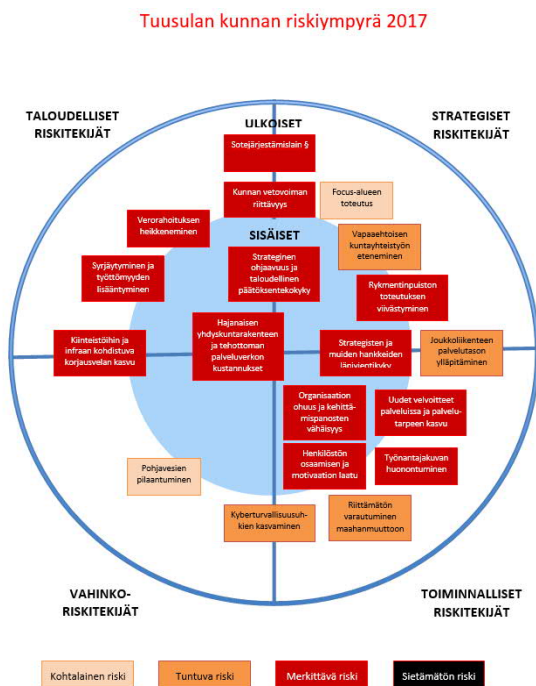 Tuusulan kunnan riskiympyrä 2017
TALOUDELLISET
RISKITEKIJÄT
ULKOISET
STRATEGISET
RISKITEKIJÄT
Sotejärjestämislain §
Kunnan vetovoiman
riittävyys
Focus-alueen
toteutus
Verorahoituksen
heikkeneminen
SISÄISET
Vapaaehtoisen
kuntayhteistyön
eteneminen
Strateginen
ohjaavuus ja
taloudellinen
päätöksentekokyky
Syrjäytyminen ja
työttömyyden
lisääntyminen
Rykmentinpuiston
toteutuksen
viivästyminen
Kiinteistöihin ja
infraan kohdistuva
korjausvelan kasvu
Hajanaisen
yhdyskuntarakenteen
ja tehottoman
palveluverkon
kustannukset
Strategisten ja
muiden hankkeiden
läpivientikyky
Joukkoliikenteen
palvelutason
ylläpitäminen
Organisaation
ohuus ja kehittä-
mispanosten
vähäisyys
Uudet velvoitteet
palveluissa ja palvelu-
tarpeen kasvu
Henkilöstön
osaamisen ja
motivaation laatu
Työnantajakuvan
huonontuminen
Pohjavesien
pilaantuminen
Kyberturvallisuusuh-
kien kasvaminen
Riittämätön
varautuminen
maahanmuuttoon
VAHINKO-
RISKITEKIJÄT
TOIMINNALLISET
RISKITEKIJÄT
Kohtalainen riski
Tuntuva riski
Merkittävä riski
Sietämätön riski